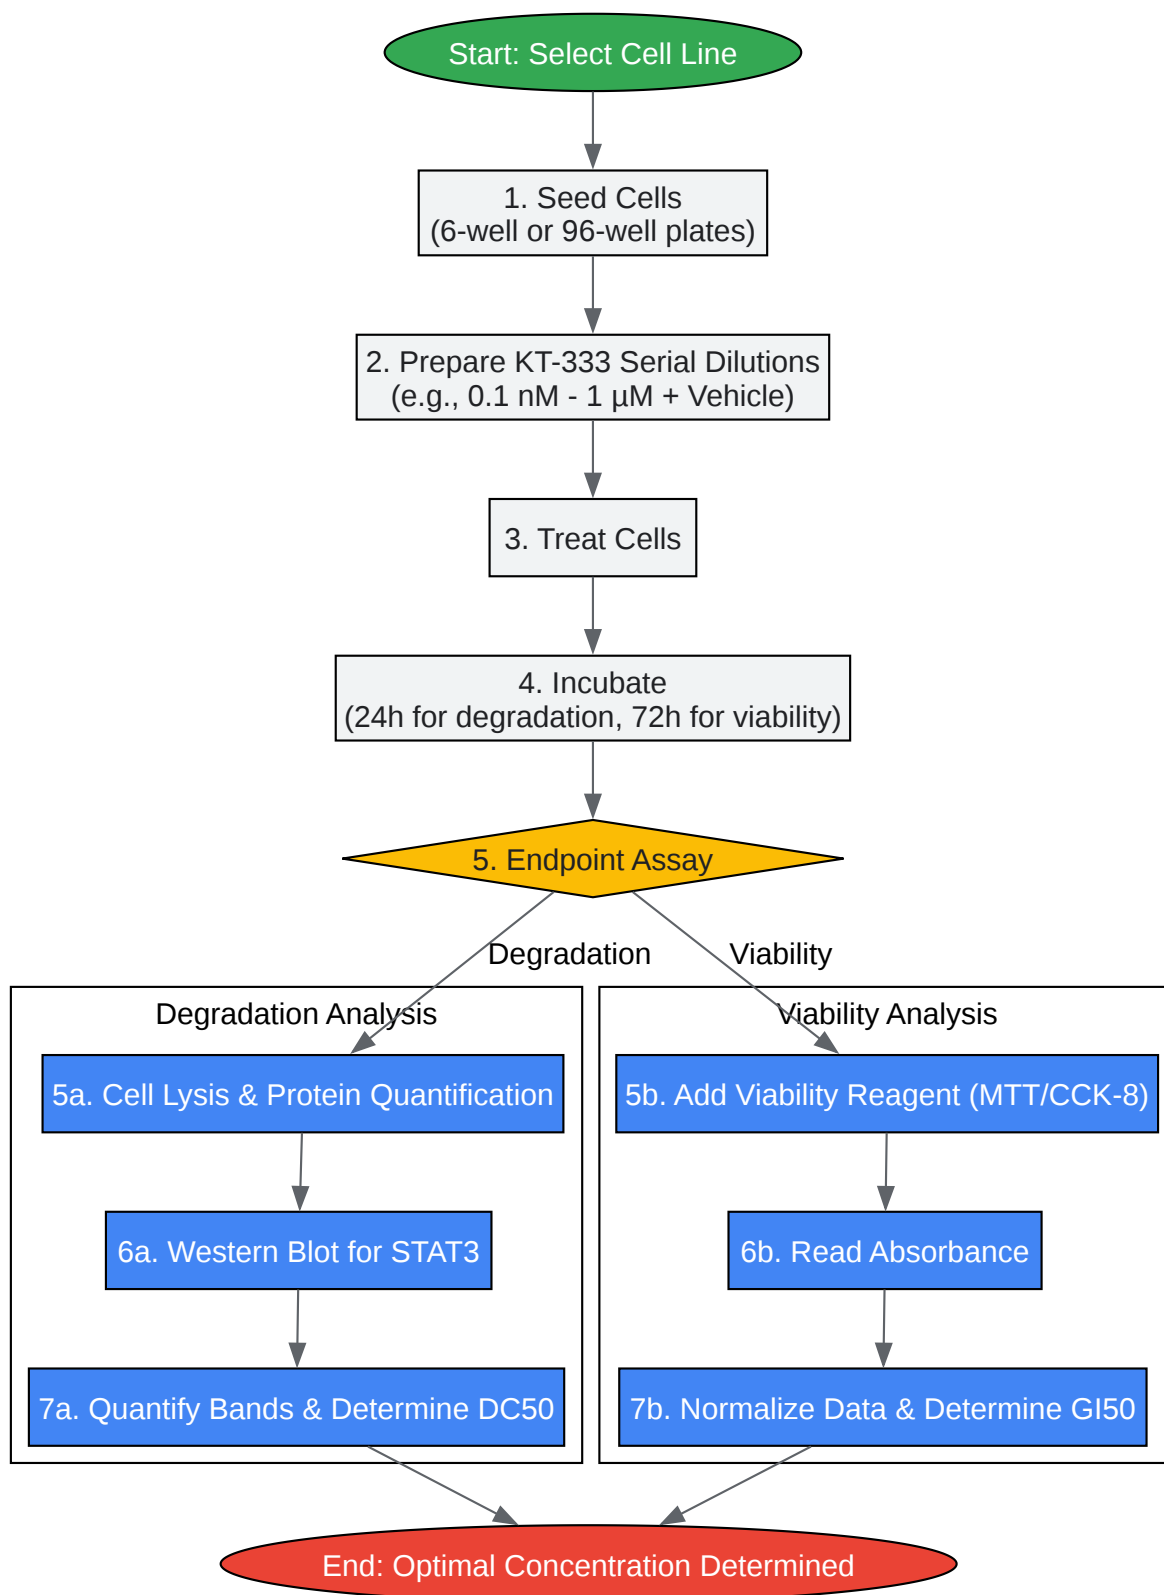 Start: Select Cell Line
1. Seed Cells
(6-well or 96-well plates)
2. Prepare KT-333 Serial Dilutions
(e.g., 0.1 nM - 1 µM + Vehicle)
3. Treat Cells
4. Incubate
(24h for degradation, 72h for viability)
5. Endpoint Assay
Degradation
Viability
Degradation Analysis
5a. Cell Lysis & Protein Quantification
6a. Western Blot for STAT3
7a. Quantify Bands & Determine DC50
Viability Analysis
5b. Add Viability Reagent (MTT/CCK-8)
6b. Read Absorbance
7b. Normalize Data & Determine GI50
End: Optimal Concentration Determined